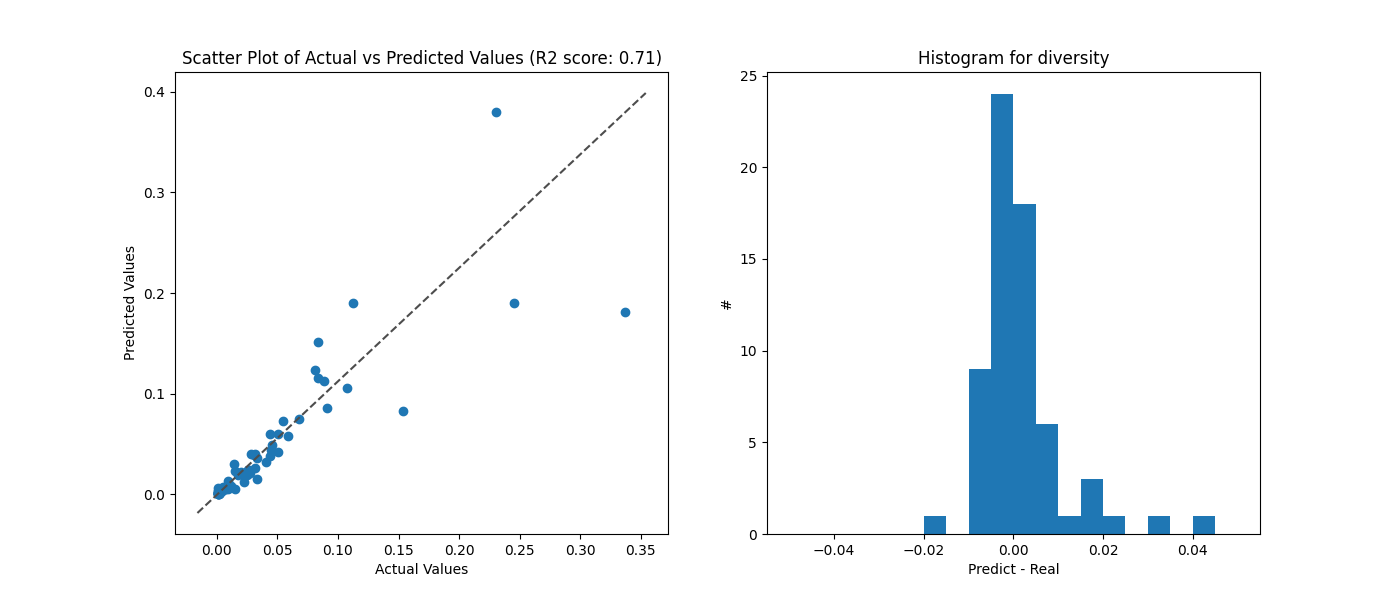 Scatter Plot of Actual vs Predicted Values (R2 score: 0.71)
0.4
0.3
0.2
0.1
0.0
Predicted Values
0.00 0.05 0.10 0.15 0.20 0.25 0.30 0.35
Actual Values
Histogram for diversity
25
20
15
10
5
0
#
−0.04 −0.02 0.00 0.02 0.04
Predict - Real